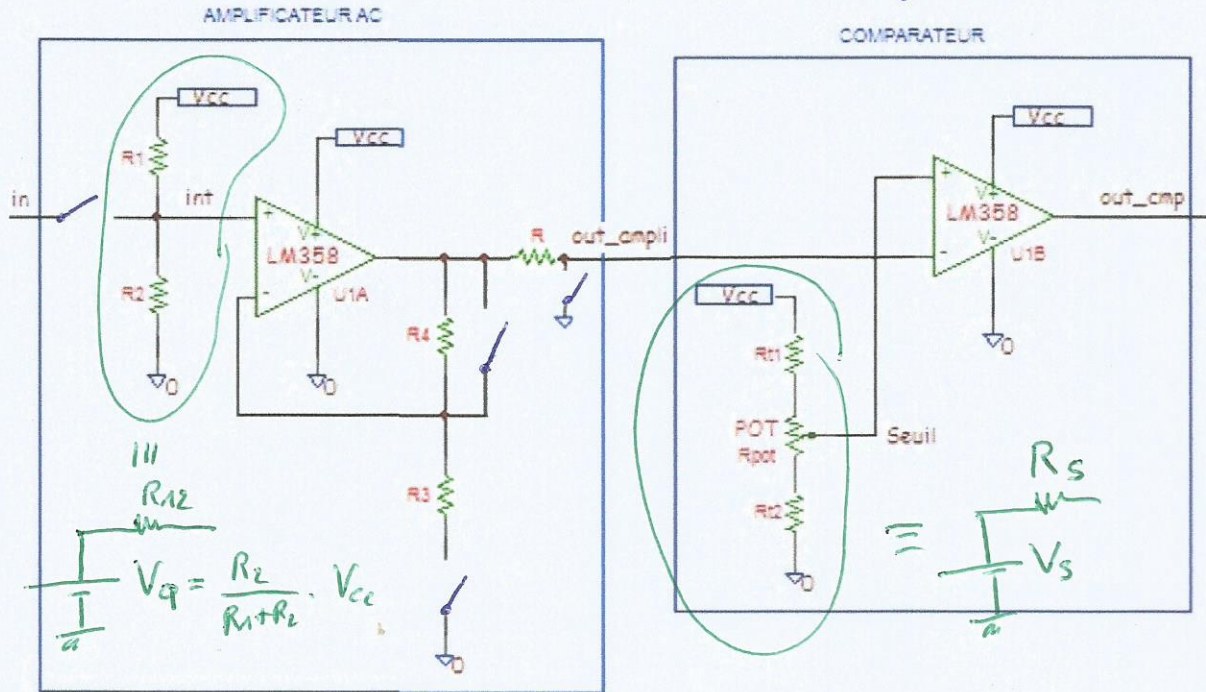 AMPLIFICATEUR AC
COMPARATEUR
Vcc
Vcc
Vcc
R1
in
int
+
V+
LM358
V-
-
U1A
R
out_ampli
+
V+
LM358
V-
-
U1B
out_cmp
R2
R4
Vcc
Rt1
0
0
0
POT
Rpot
Seuil
R3
Rt2
R12
Vcq = R2 / (R1+R2) . Vcc
≡
Rs
Vs
0
0